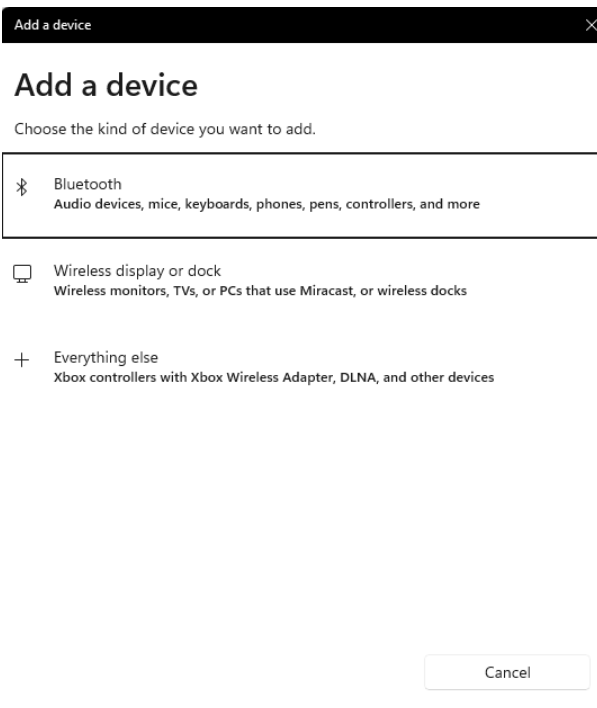 Add a device
Add a device
Choose the kind of device you want to add.
Bluetooth
Audio devices, mice, keyboards, phones, pens, controllers, and more
Wireless display or dock
Wireless monitors, TVs, or PCs that use Miracast, or wireless docks
Everything else
Xbox controllers with Xbox Wireless Adapter, DLNA, and other devices
Cancel